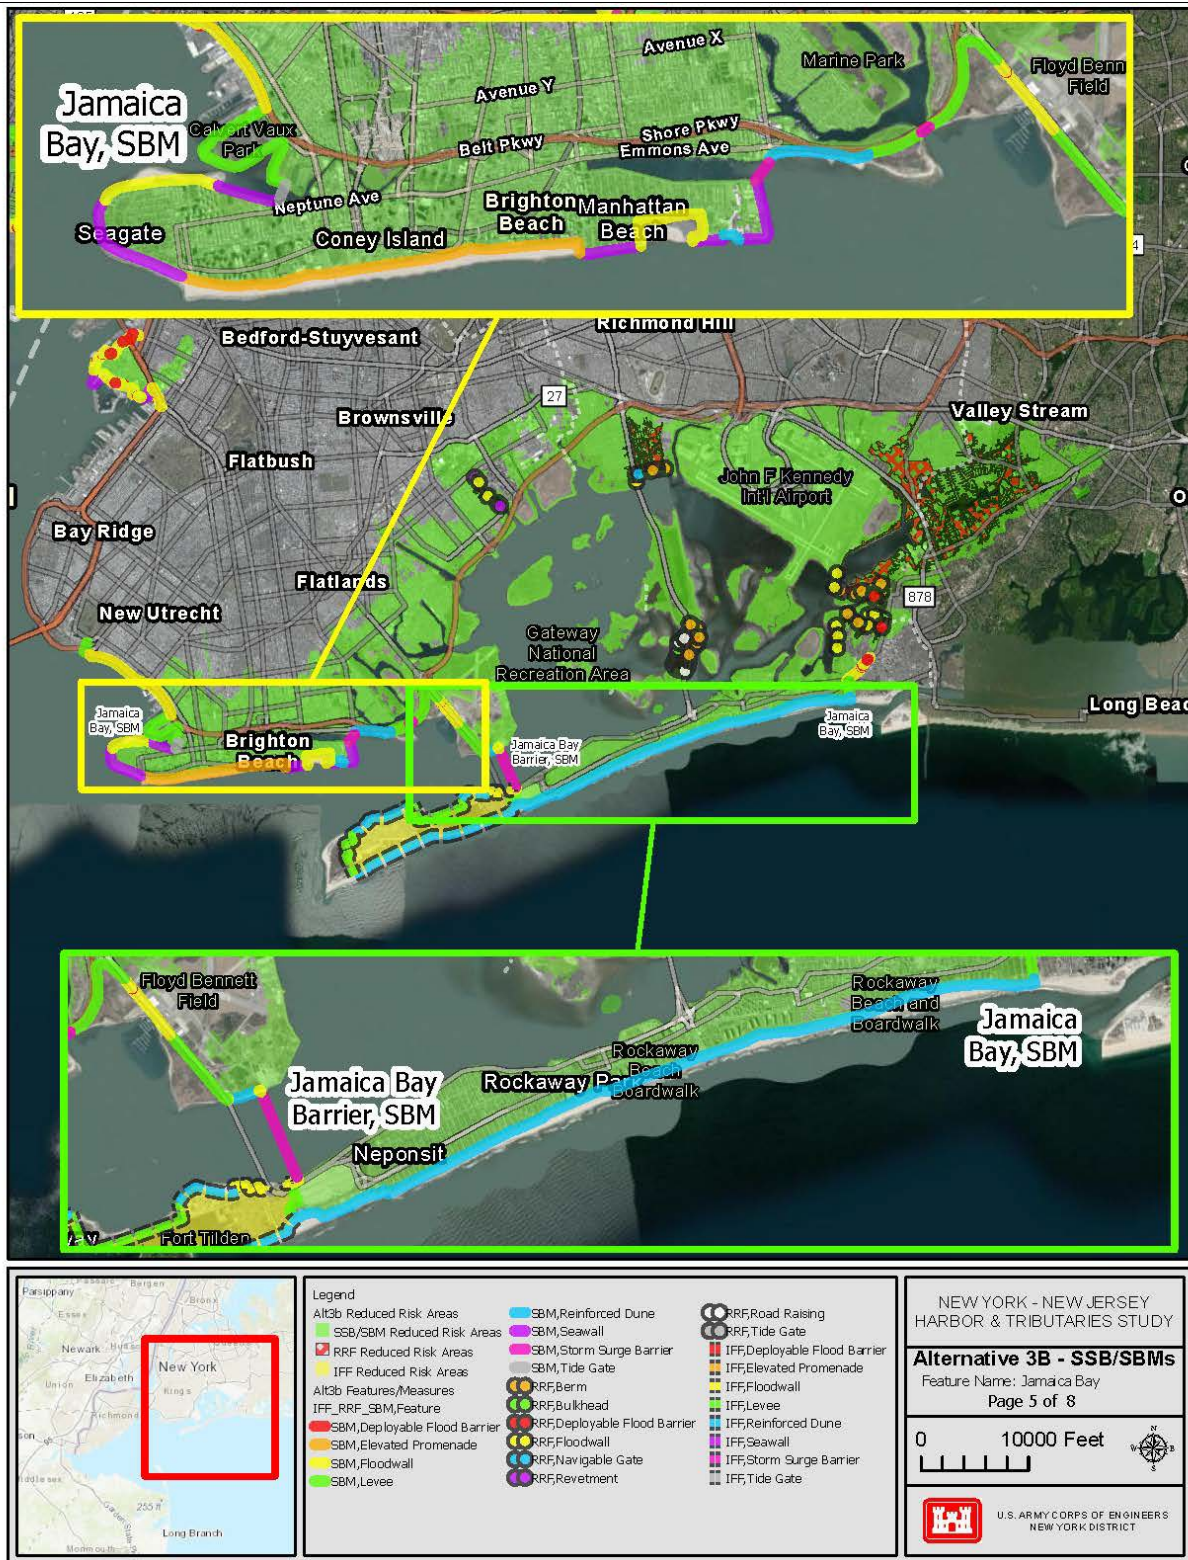 Avenue X
Marine Park
Floyd Benn
Field
Jamaica
Bay, SBM
Avenue Y
Calvert Vaux
Park
Belt Pkwy
Shore Pkwy
Emmons Ave
Neptune Ave
Brighton
Beach
Manhattan
Beach
Seagate
Coney Island
4
Bedford-Stuyvesant
Richmond Hill
27
Valley Stream
Brownsville
Flatbush
John F Kennedy
Int'l Airport
Bay Ridge
Flatlands
878
New Utrecht
Gateway
National
Recreation Area
Long Beac
Jamaica
Bay, SBM
Jamaica
Bay, SBM
Brighton
Beach
Jamaica Bay
Barrier, SBM
Floyd Bennett
Field
Rockaway
Beach and
Boardwalk
Jamaica
Bay, SBM
Rockaway
Beach
Boardwalk
Rockaway Park
Jamaica Bay
Barrier, SBM
Neponsit
Fort Tilden
Parsippany
Bergen
Bronx
Essex
Newark
New York
Elizabeth
Union
Kings
Richmond
255 ft
Garden State
Long Branch
Monmouth
Legend
Alt3b Reduced Risk Areas
SSB/SBM Reduced Risk Areas
RRF Reduced Risk Areas
IFF Reduced Risk Areas
Alt3b Features/Measures
IFF_RRF_SBM,Feature
SBM,Deployable Flood Barrier
SBM,Elevated Promenade
SBM,Floodwall
SBM,Levee
SBM,Reinforced Dune
SBM,Seawall
SBM,Storm Surge Barrier
SBM,Tide Gate
RRF,Berm
RRF,Bulkhead
RRF,Deployable Flood Barrier
RRF,Floodwall
RRF,Navigable Gate
RRF,Revetment
RRF,Road Raising
RRF,Tide Gate
IFF,Deployable Flood Barrier
IFF,Elevated Promenade
IFF,Floodwall
IFF,Levee
IFF,Reinforced Dune
IFF,Seawall
IFF,Storm Surge Barrier
IFF,Tide Gate
NEW YORK - NEW JERSEY
HARBOR & TRIBUTARIES STUDY
Alternative 3B - SSB/SBMs
Feature Name: Jamaica Bay
Page 5 of 8
0 10000 Feet
N
W E
S
U.S. ARMY CORPS OF ENGINEERS
NEW YORK DISTRICT